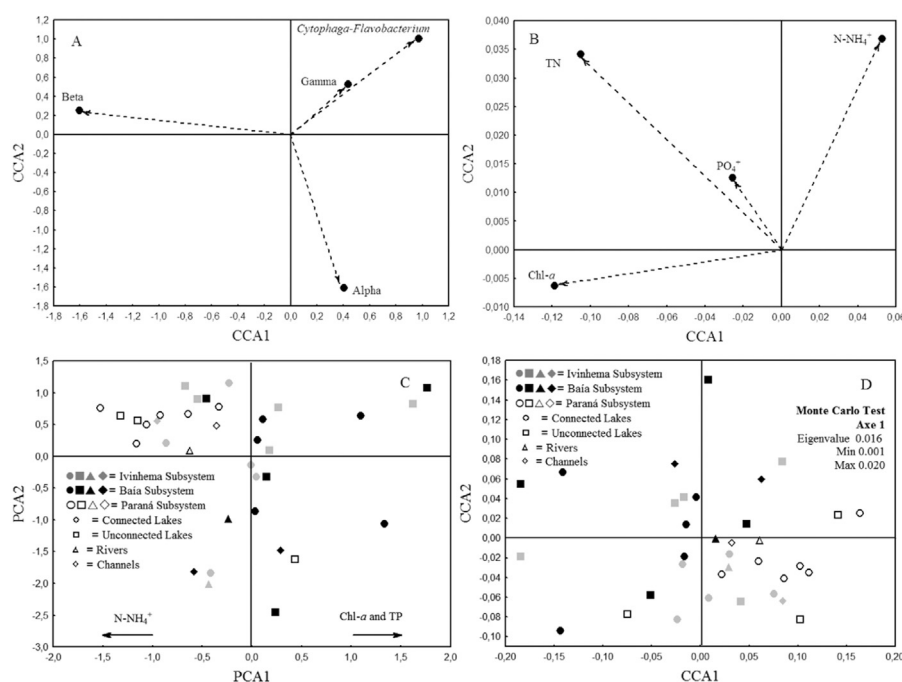 A
Cytophaga-Flavobacterium
Gamma
Beta
Alpha
CCA2
1,2
1,0
0,8
0,6
0,4
0,2
0,0
0,2
0,4
0,6
0,8
1,0
1,2
1,4
1,6
1,8
-1,8 -1,6 -1,4 -1,2 -1,0 -0,8 -0,6 -0,4 -0,2 0,0 0,2 0,4 0,6 0,8 1,0 1,2
CCA1
B
TN
N-NH₄⁺
PO₄⁺
Chl-a
CCA2
0,040
0,035
0,030
0,025
0,020
0,015
0,010
0,005
0,000
-0,005
-0,010
-0,14 -0,12 -0,10 -0,08 -0,06 -0,04 -0,02 0,00 0,02 0,04 0,06
CCA1
C
= Ivinhema Subsystem
= Baía Subsystem
= Paraná Subsystem
= Connected Lakes
= Unconnected Lakes
= Rivers
= Channels
N-NH₄⁺
Chl-a and TP
PCA2
1,5
1,0
0,5
0,0
-0,5
-1,0
-1,5
-2,0
-2,5
-3,0
-2,0 -1,5 -1,0 -0,5 0,0 0,5 1,0 1,5 2,0
PCA1
D
= Ivinhema Subsystem
= Baía Subsystem
= Paraná Subsystem
= Connected Lakes
= Unconnected Lakes
= Rivers
= Channels
Monte Carlo Test
Axe 1
Eigenvalue 0.016
Min 0.001
Max 0.020
CCA2
0,18
0,16
0,14
0,12
0,10
0,08
0,06
0,04
0,02
0,00
-0,02
-0,04
-0,06
-0,08
-0,10
-0,20 -0,15 -0,10 -0,05 0,00 0,05 0,10 0,15 0,20
CCA1